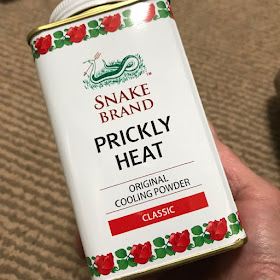 SNAKE
BRAND
PRICKLY
HEAT
ORIGINAL
COOLING POWDER
CLASSIC